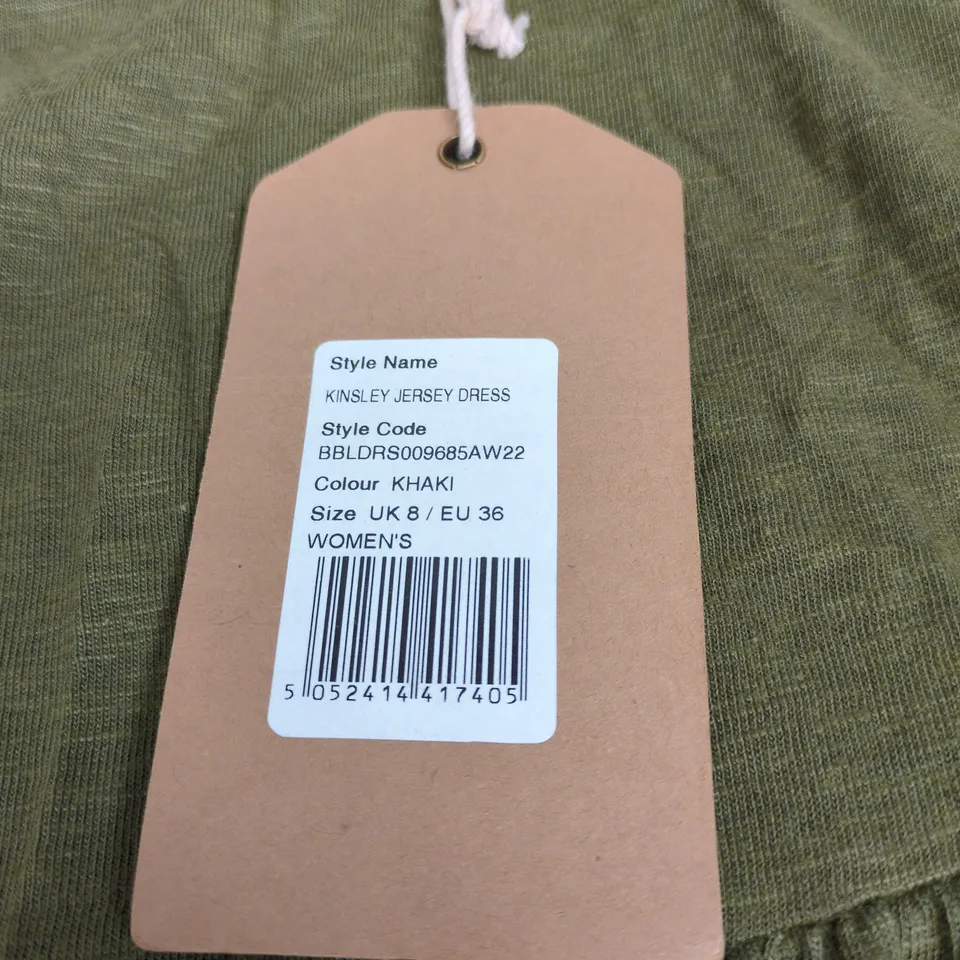 Style Name
KINSLEY JERSEY DRESS
Style Code
BBLDRS009685AW22
Colour KHAKI
Size UK 8 / EU 36
WOMEN'S
5 052414 417405